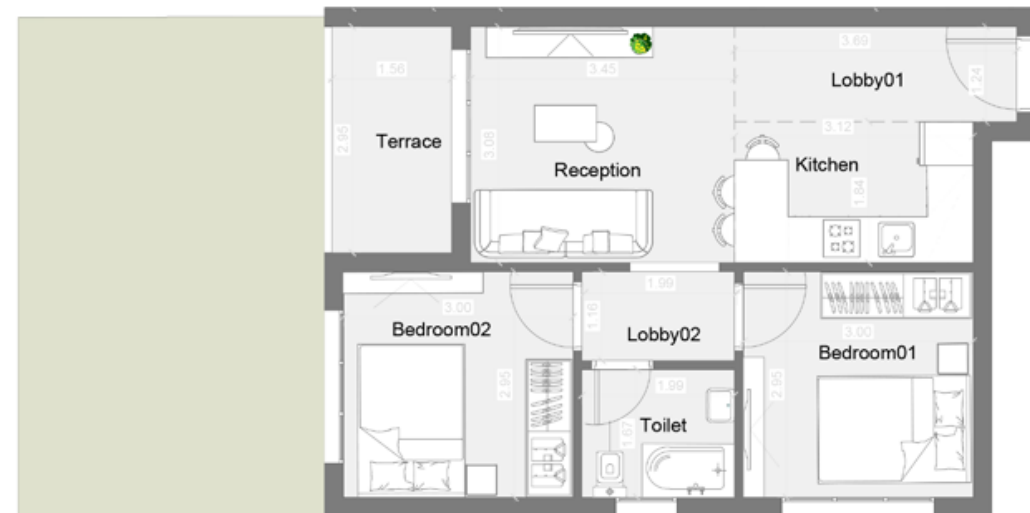 1.56
3.45
3.69
Lobby01
1.24
2.95
Terrace
3.08
Reception
3.12
Kitchen
1.84
3.00
Bedroom02
1.99
1.16
Lobby02
3.00
Bedroom01
2.95
1.99
Toilet
1.67
2.95